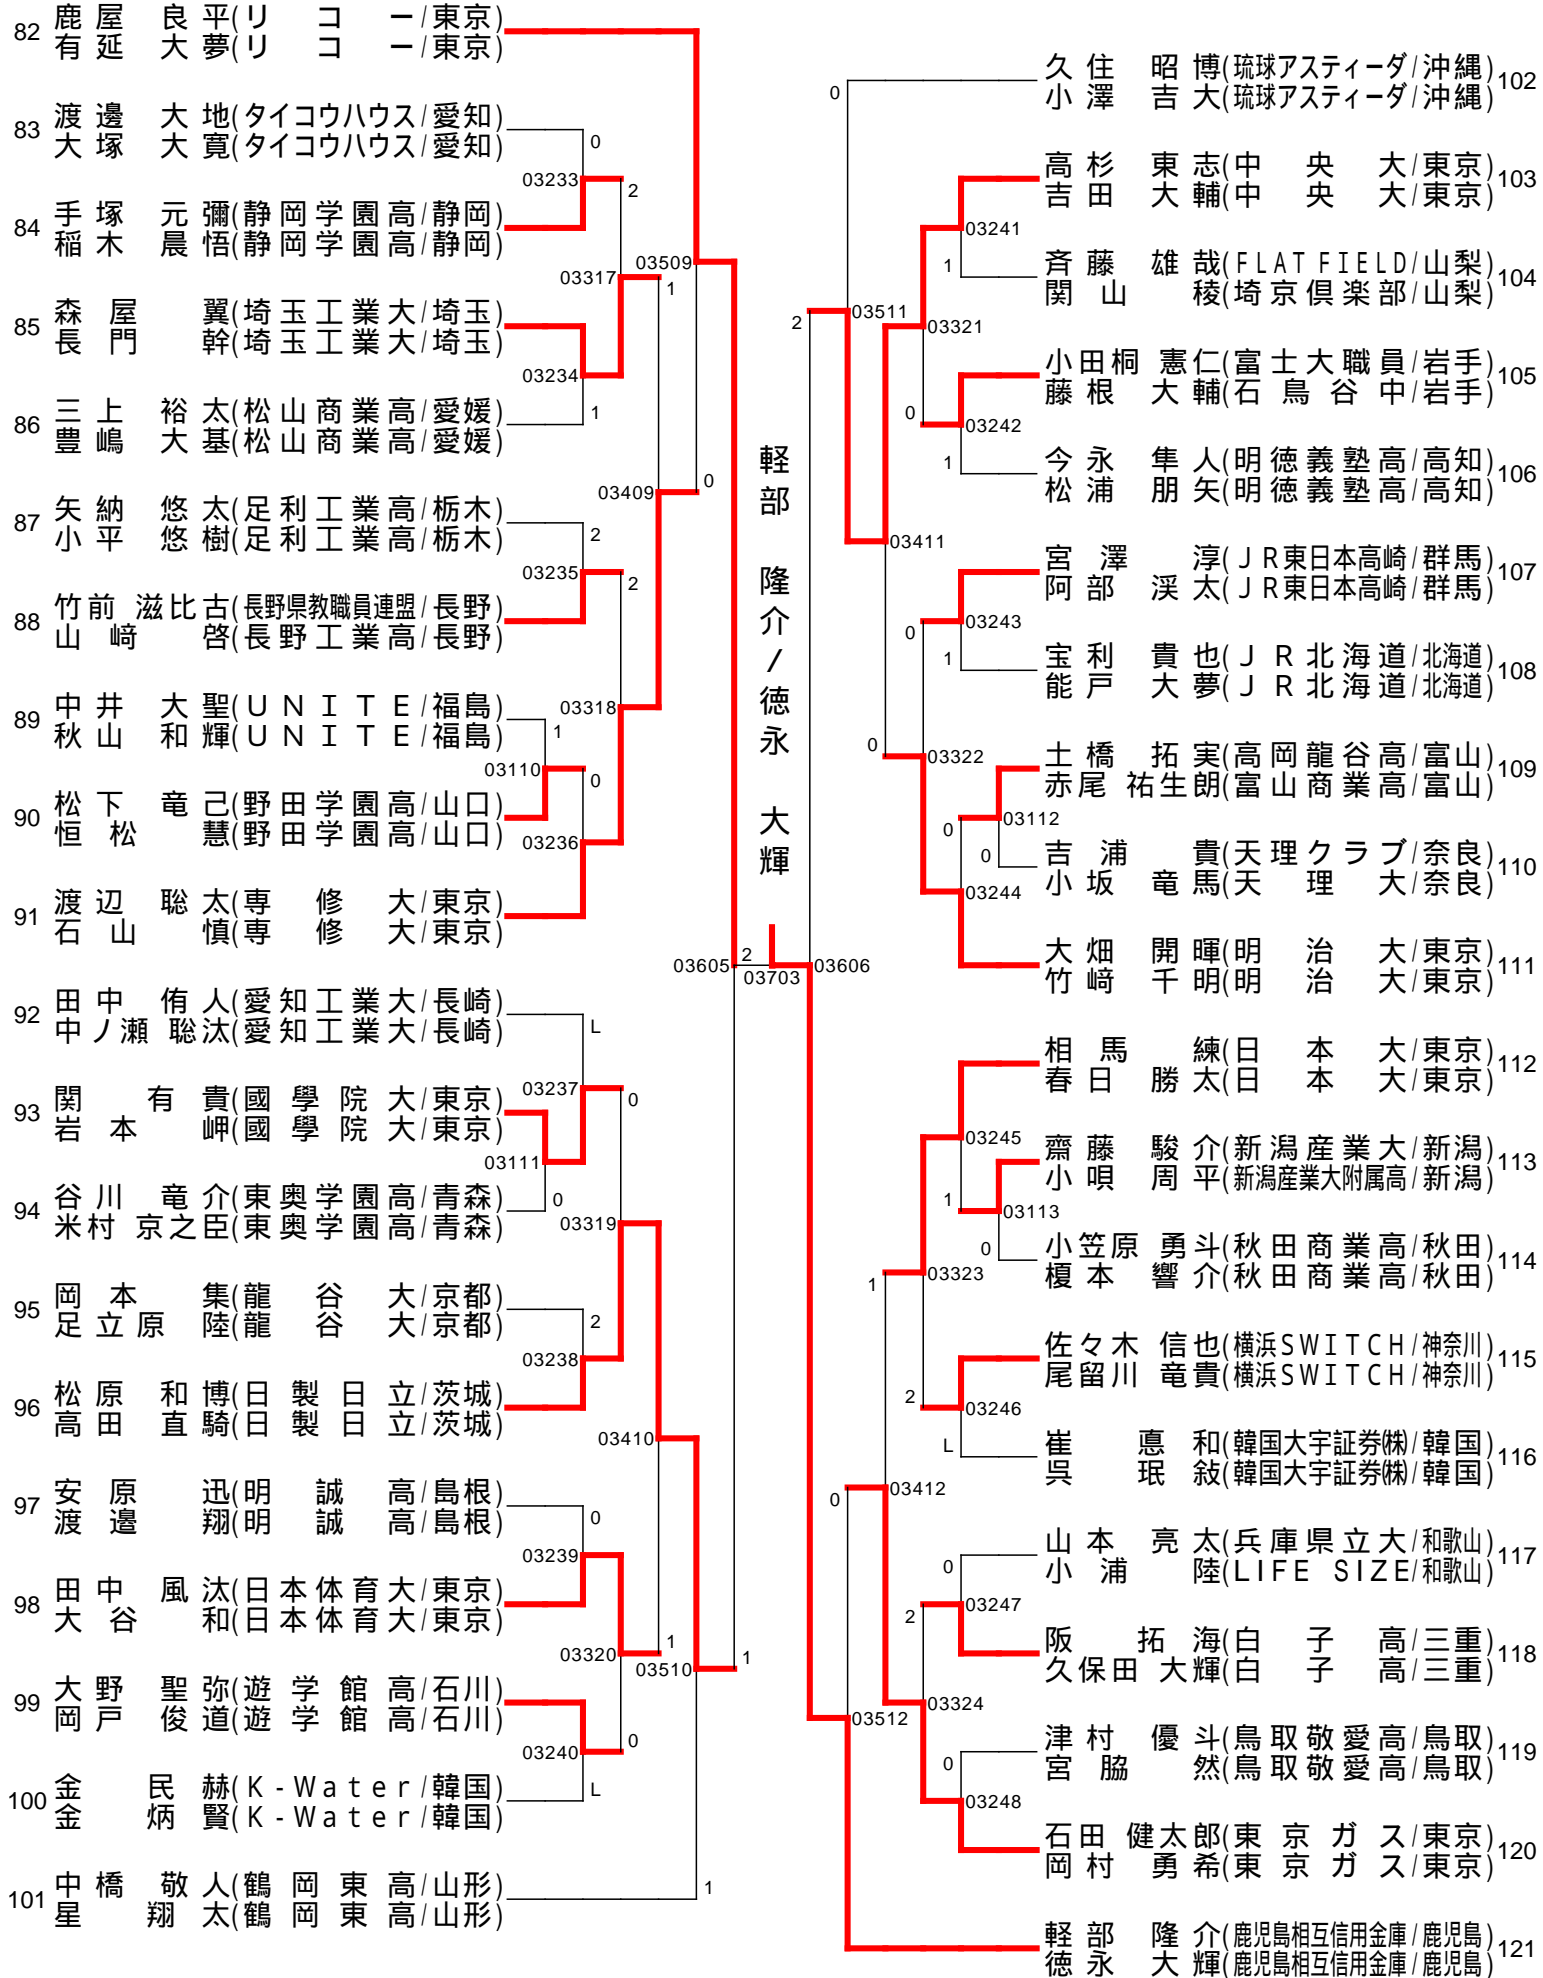 82 鹿屋 良平(リコー/東京)
有延 大夢(リコー/東京)
83 渡邊 大地(タイコウハウス/愛知)
大塚 大寛(タイコウハウス/愛知)
0
03233
2
84 手塚 元彌(静岡学園高/静岡)
稲木 晨悟(静岡学園高/静岡)
03509
03317
1
85 森屋 翼(埼玉工業大/埼玉)
長門 幹(埼玉工業大/埼玉)
03234
86 三上 裕太(松山商業高/愛媛)
豊嶋 大基(松山商業高/愛媛)
1
03409
0
87 矢納 悠太(足利工業高/栃木)
小平 悠樹(足利工業高/栃木)
2
03235
2
88 竹前 滋比古(長野県教職員連盟/長野)
山﨑 啓(長野工業高/長野)
89 中井 大聖(UNITE/福島)
秋山 和輝(UNITE/福島)
03318
1
03110
0
90 松下 竜己(野田学園高/山口)
恒松 慧(野田学園高/山口)
03236
91 渡辺 聡太(専修大/東京)
石山 慎(専修大/東京)
03605
2
03703
92 田中 侑人(愛知工業大/長崎)
中ノ瀬 聡汰(愛知工業大/長崎)
L
03237
0
93 関 有貴(國學院大/東京)
岩本 岬(國學院大/東京)
03111
94 谷川 竜介(東奥学園高/青森)
米村 京之臣(東奥学園高/青森)
0
03319
95 岡本 集(龍谷大/京都)
足立原 陸(龍谷大/京都)
2
03238
96 松原 和博(日製日立/茨城)
高田 直騎(日製日立/茨城)
03410
97 安原 迅(明誠高/島根)
渡邉 翔(明誠高/島根)
0
03239
98 田中 風汰(日本体育大/東京)
大谷 和(日本体育大/東京)
03320
1
03510
1
99 大野 聖弥(遊学館高/石川)
岡戸 俊道(遊学館高/石川)
03240
0
100 金 民赫(K-Water/韓国)
金 炳賢(K-Water/韓国)
L
101 中橋 敬人(鶴岡東高/山形)
星 翔太(鶴岡東高/山形)
1
軽部 隆介/徳永 大輝
久住 昭博(琉球アスティーダ/沖縄) 102
小澤 吉大(琉球アスティーダ/沖縄)
0
高杉 東志(中央大/東京) 103
吉田 大輔(中央大/東京)
03241
1
斉藤 雄哉(FLAT FIELD/山梨) 104
関山 稜(埼京倶楽部/山梨)
03511
2
03321
小田桐 憲仁(富士大職員/岩手) 105
藤根 大輔(石鳥谷中/岩手)
0
03242
1
今永 隼人(明徳義塾高/高知) 106
松浦 朋矢(明徳義塾高/高知)
03411
宮澤 淳(JR東日本高崎/群馬) 107
阿部 渓太(JR東日本高崎/群馬)
0
03243
1
宝利 貴也(JR北海道/北海道) 108
能戸 大夢(JR北海道/北海道)
0
03322
土橋 拓実(高岡龍谷高/富山) 109
赤尾 祐生朗(富山商業高/富山)
0
03112
0
吉浦 貴(天理クラブ/奈良) 110
小坂 竜馬(天理大/奈良)
03244
大畑 開暉(明治大/東京) 111
竹﨑 千明(明治大/東京)
03606
相馬 練(日本大/東京) 112
春日 勝太(日本大/東京)
03245
齋藤 駿介(新潟産業大/新潟) 113
小唄 周平(新潟産業大附属高/新潟)
1
03113
0
小笠原 勇斗(秋田商業高/秋田) 114
榎本 響介(秋田商業高/秋田)
1
03323
佐々木 信也(横浜SWITCH/神奈川) 115
尾留川 竜貴(横浜SWITCH/神奈川)
2
03246
L
崔 悳和(韓国大宇証券㈱/韓国) 116
呉 珉敍(韓国大宇証券㈱/韓国)
0
03412
山本 亮太(兵庫県立大/和歌山) 117
小浦 陸(LIFE SIZE/和歌山)
0
03247
2
阪 拓海(白子高/三重) 118
久保田 大輝(白子高/三重)
03324
03512
津村 優斗(鳥取敬愛高/鳥取) 119
宮脇 然(鳥取敬愛高/鳥取)
0
03248
石田 健太郎(東京ガス/東京) 120
岡村 勇希(東京ガス/東京)
軽部 隆介(鹿児島相互信用金庫/鹿児島) 121
徳永 大輝(鹿児島相互信用金庫/鹿児島)